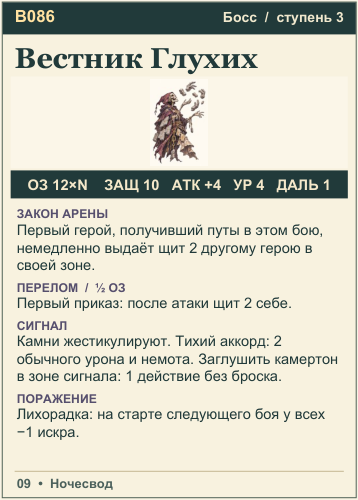 B086
Босс / ступень 3
Вестник Глухих
ОЗ 12×N ЗАЩ 10 АТК +4 УР 4 ДАЛЬ 1
ЗАКОН АРЕНЫ
Первый герой, получивший путы в этом бою,
немедленно выдаёт щит 2 другому герою в
своей зоне.
ПЕРЕЛОМ / ½ ОЗ
Первый приказ: после атаки щит 2 себе.
СИГНАЛ
Камни жестикулируют. Тихий аккорд: 2
обычного урона и немота. Заглушить камертон
в зоне сигнала: 1 действие без броска.
ПОРАЖЕНИЕ
Лихорадка: на старте следующего боя у всех
−1 искра.
09 • Ночесвод